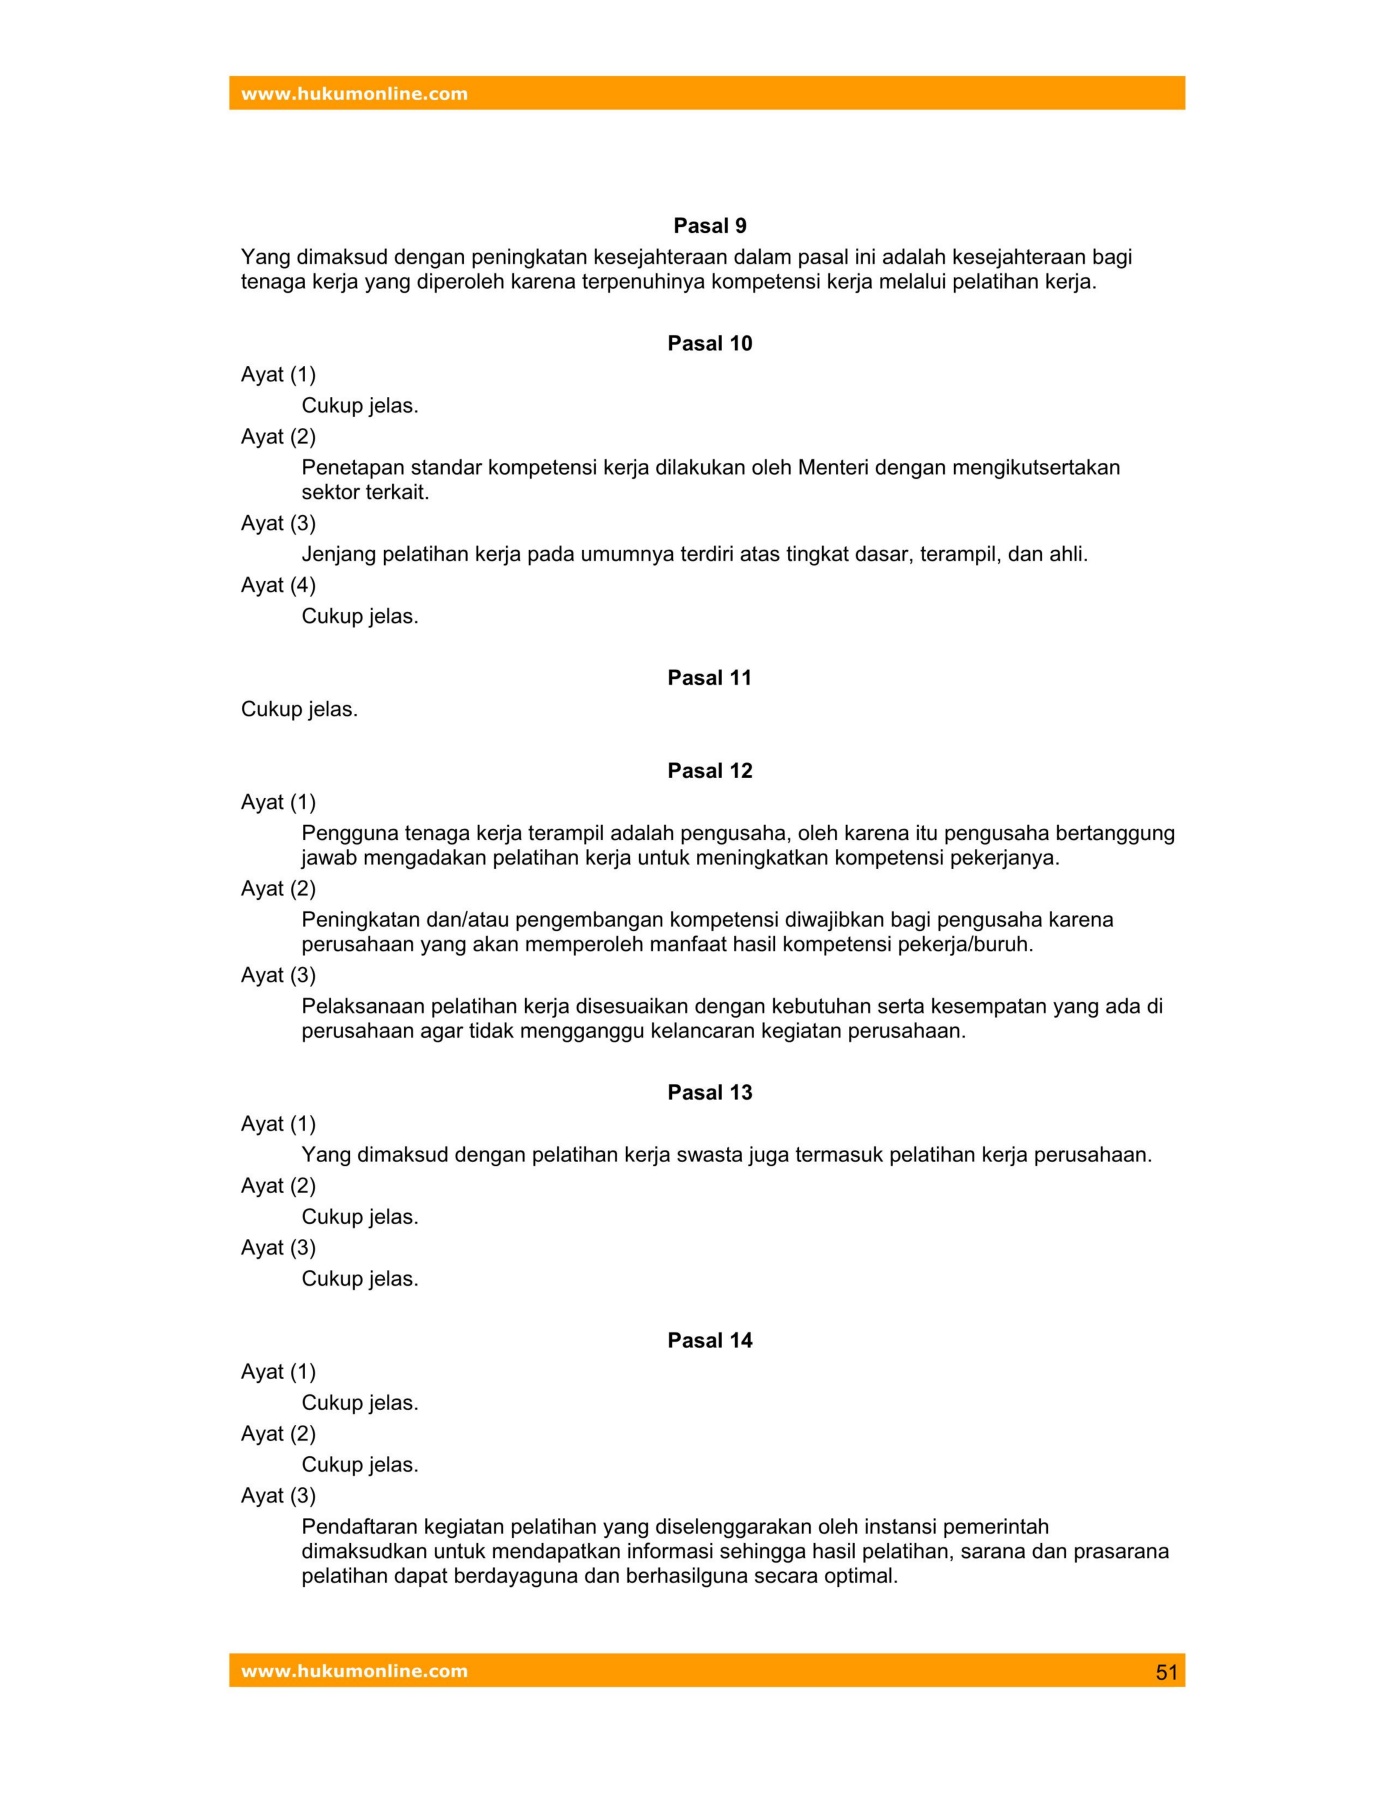 www.hukumonline.com
Pasal 9
Yang dimaksud dengan peningkatan kesejahteraan dalam pasal ini adalah kesejahteraan bagi
tenaga kerja yang diperoleh karena terpenuhinya kompetensi kerja melalui pelatihan kerja.
Pasal 10
Ayat (1)
Cukup jelas.
Ayat (2)
Penetapan standar kompetensi kerja dilakukan oleh Menteri dengan mengikutsertakan
sektor terkait.
Ayat (3)
Jenjang pelatihan kerja pada umumnya terdiri atas tingkat dasar, terampil, dan ahli.
Ayat (4)
Cukup jelas.
Pasal 11
Cukup jelas.
Pasal 12
Ayat (1)
Pengguna tenaga kerja terampil adalah pengusaha, oleh karena itu pengusaha bertanggung
jawab mengadakan pelatihan kerja untuk meningkatkan kompetensi pekerjanya.
Ayat (2)
Peningkatan dan/atau pengembangan kompetensi diwajibkan bagi pengusaha karena
perusahaan yang akan memperoleh manfaat hasil kompetensi pekerja/buruh.
Ayat (3)
Pelaksanaan pelatihan kerja disesuaikan dengan kebutuhan serta kesempatan yang ada di
perusahaan agar tidak mengganggu kelancaran kegiatan perusahaan.
Pasal 13
Ayat (1)
Yang dimaksud dengan pelatihan kerja swasta juga termasuk pelatihan kerja perusahaan.
Ayat (2)
Cukup jelas.
Ayat (3)
Cukup jelas.
Pasal 14
Ayat (1)
Cukup jelas.
Ayat (2)
Cukup jelas.
Ayat (3)
Pendaftaran kegiatan pelatihan yang diselenggarakan oleh instansi pemerintah
dimaksudkan untuk mendapatkan informasi sehingga hasil pelatihan, sarana dan prasarana
pelatihan dapat berdayaguna dan berhasilguna secara optimal.
www.hukumonline.com 51